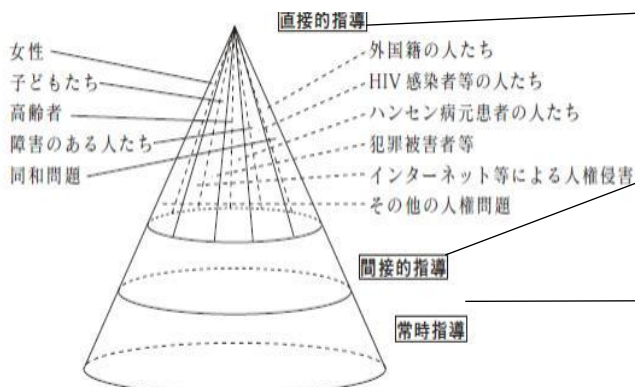 直接的指導
女性
子どもたち
高齢者
障害のある人たち
同和問題
外国籍の人たち
HIV 感染者等の人たち
ハンセン病元患者の人たち
犯罪被害者等
インターネット等による人権侵害
その他の人権問題
間接的指導
常時指導